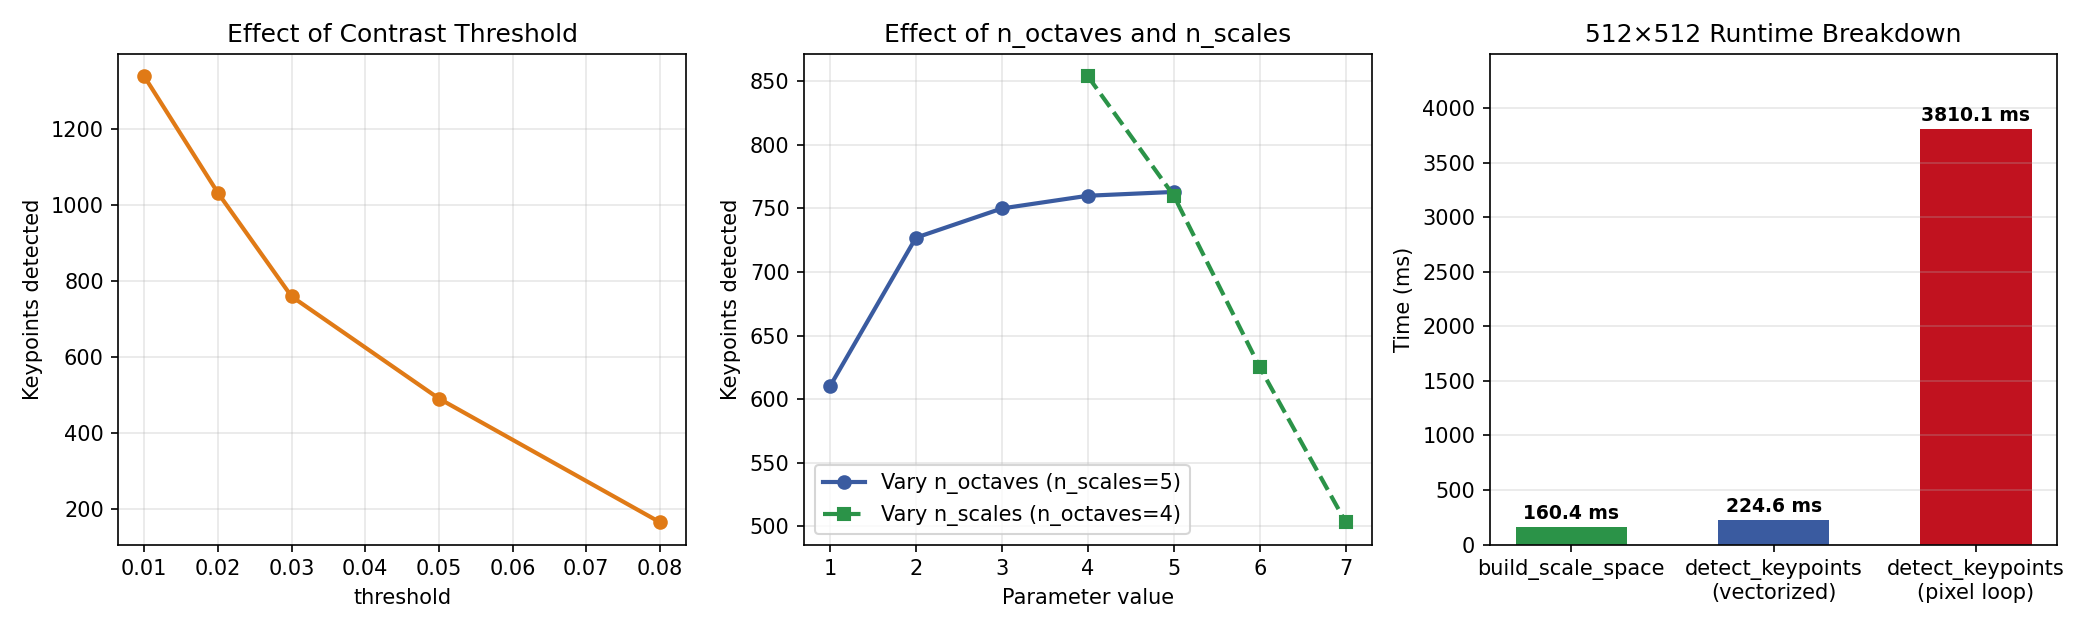 Effect of Contrast Threshold
Keypoints detected
1200
1000
800
600
400
200
0.01 0.02 0.03 0.04 0.05 0.06 0.07 0.08
threshold
Effect of n_octaves and n_scales
Keypoints detected
850
800
750
700
650
600
550
500
Vary n_octaves (n_scales=5)
Vary n_scales (n_octaves=4)
1 2 3 4 5 6 7
Parameter value
512×512 Runtime Breakdown
Time (ms)
4000
3500
3000
2500
2000
1500
1000
500
0
160.4 ms
224.6 ms
3810.1 ms
build_scale_space
detect_keypoints
(vectorized)
detect_keypoints
(pixel loop)